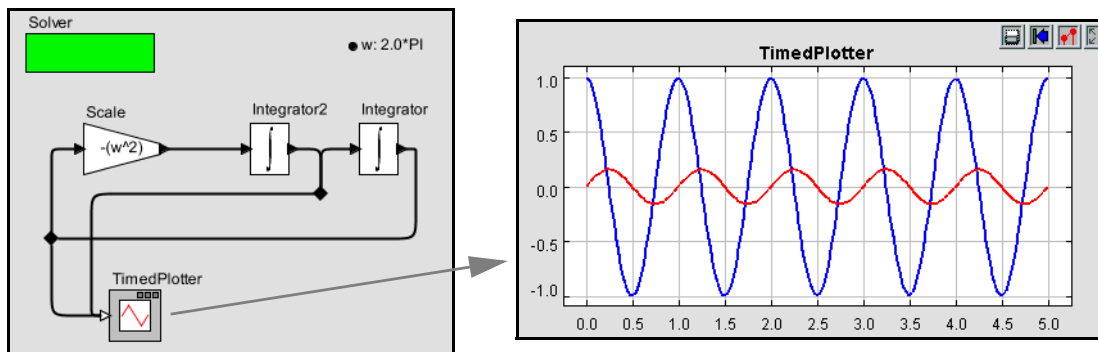 Solver
w: 2.0*PI
Scale
-(w^2)
Integrator2
∫
Integrator
∫
TimedPlotter
TimedPlotter
1.0
0.5
0.0
-0.5
-1.0
0.0 0.5 1.0 1.5 2.0 2.5 3.0 3.5 4.0 4.5 5.0